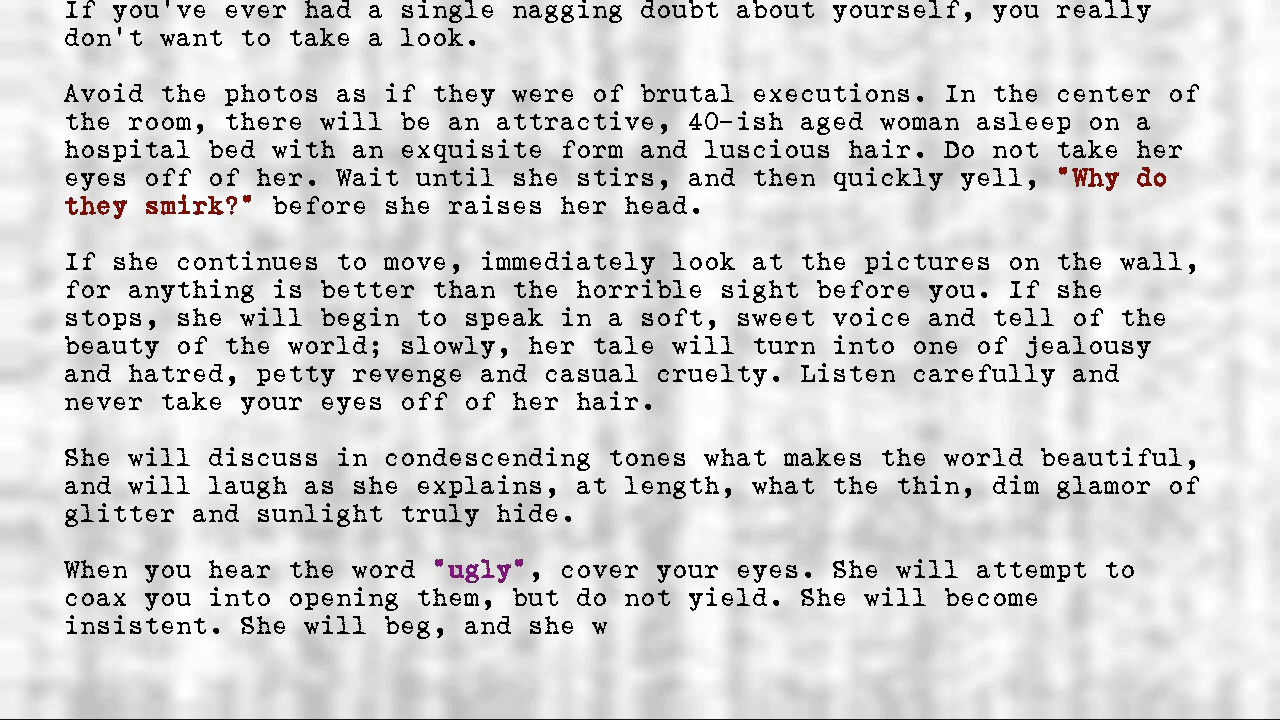 If you've ever had a single nagging doubt about yourself, you really
don't want to take a look.
Avoid the photos as if they were of brutal executions. In the center of
the room, there will be an attractive, 40-ish aged woman asleep on a
hospital bed with an exquisite form and luscious hair. Do not take her
eyes off of her. Wait until she stirs, and then quickly yell, "Why do
they smirk?" before she raises her head.
If she continues to move, immediately look at the pictures on the wall,
for anything is better than the horrible sight before you. If she
stops, she will begin to speak in a soft, sweet voice and tell of the
beauty of the world; slowly, her tale will turn into one of jealousy
and hatred, petty revenge and casual cruelty. Listen carefully and
never take your eyes off of her hair.
She will discuss in condescending tones what makes the world beautiful,
and will laugh as she explains, at length, what the thin, dim glamor of
glitter and sunlight truly hide.
When you hear the word "ugly", cover your eyes. She will attempt to
coax you into opening them, but do not yield. She will become
insistent. She will beg, and she w